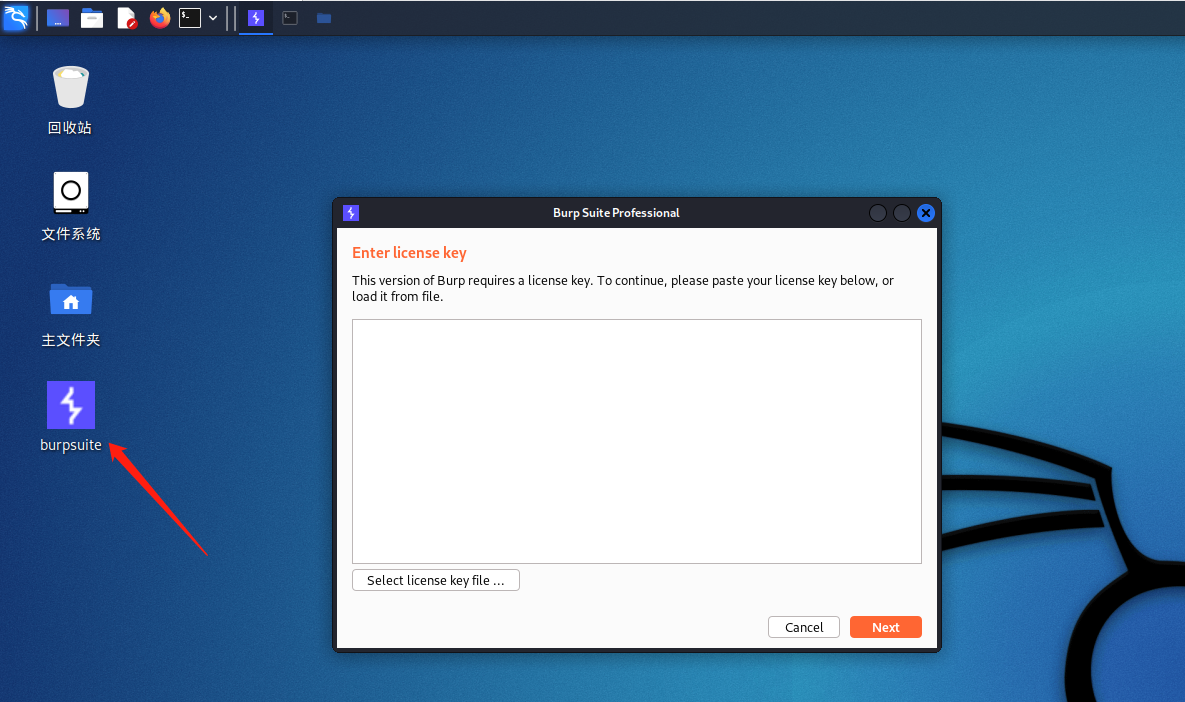 回收站
文件系统
主文件夹
burpsuite
Burp Suite Professional
Enter license key
This version of Burp requires a license key. To continue, please paste your license key below, or
load it from file.
Select license key file ...
Cancel
Next